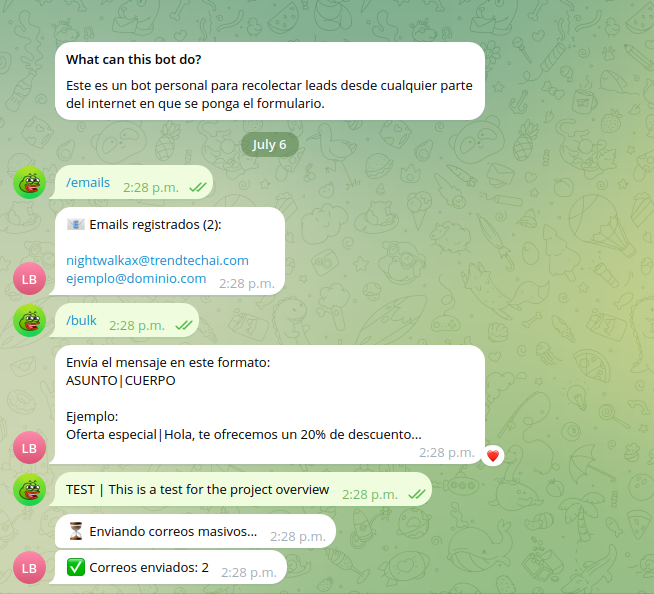 What can this bot do?
Este es un bot personal para recolectar leads desde cualquier parte
del internet en que se ponga el formulario.
July 6
/emails 2:28 p.m.
Emails registrados (2):
nightwalkax@trendtechai.com
ejemplo@dominio.com 2:28 p.m.
LB
/bulk 2:28 p.m.
Envía el mensaje en este formato:
ASUNTO|CUERPO
Ejemplo:
Oferta especial|Hola, te ofrecemos un 20% de descuento...
2:28 p.m.
LB
TEST | This is a test for the project overview 2:28 p.m.
Enviando correos masivos... 2:28 p.m.
LB
Correos enviados: 2 2:28 p.m.